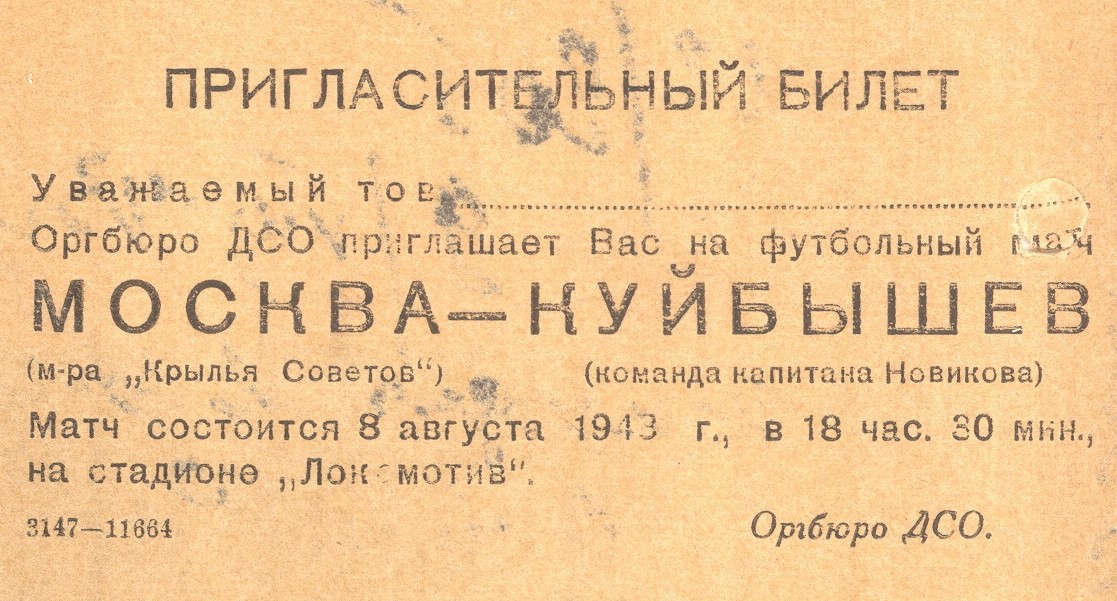 ПРИГЛАСИТЕЛЬНЫЙ БИЛЕТ
Уважаемый тов.
Оргбюро ДСО приглашает Вас на футбольный матч
МОСКВА—КУЙБЫШЕВ
(м-ра „Крылья Советов“) (команда капитана Новикова)
Матч состоится 8 августа 1943 г., в 18 час. 30 мин.,
на стадионе „Локомотив“.
3147—11664 Оргбюро ДСО.